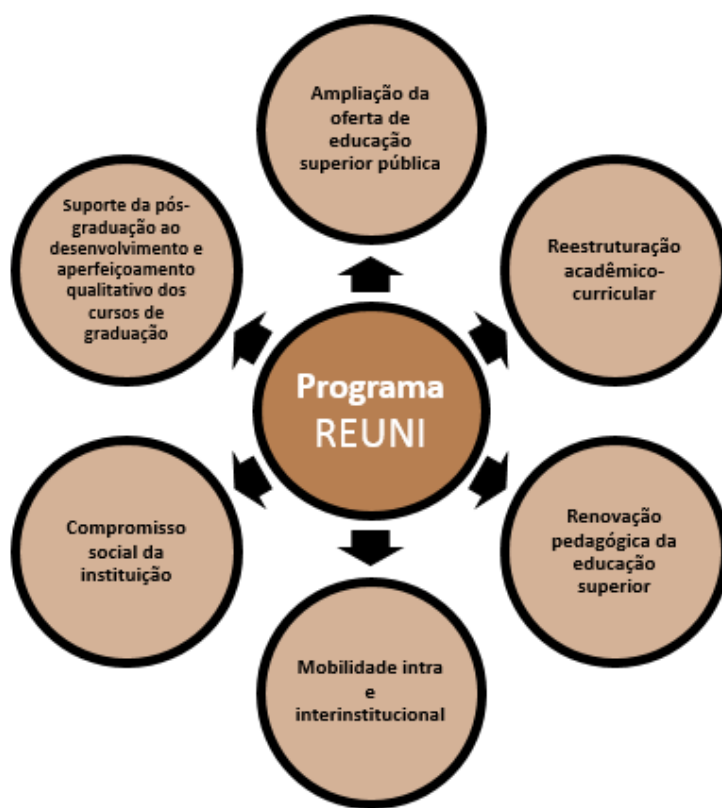 Ampliação da
oferta de
educação
superior pública
Suporte da pós-
graduação ao
desenvolvimento e
aperfeiçoamento
qualitativo dos
cursos de
graduação
Reestruturação
acadêmico-
curricular
Programa
REUNI
Compromisso
social da
instituição
Renovação
pedagógica da
educação
superior
Mobilidade intra
e
interinstitucional